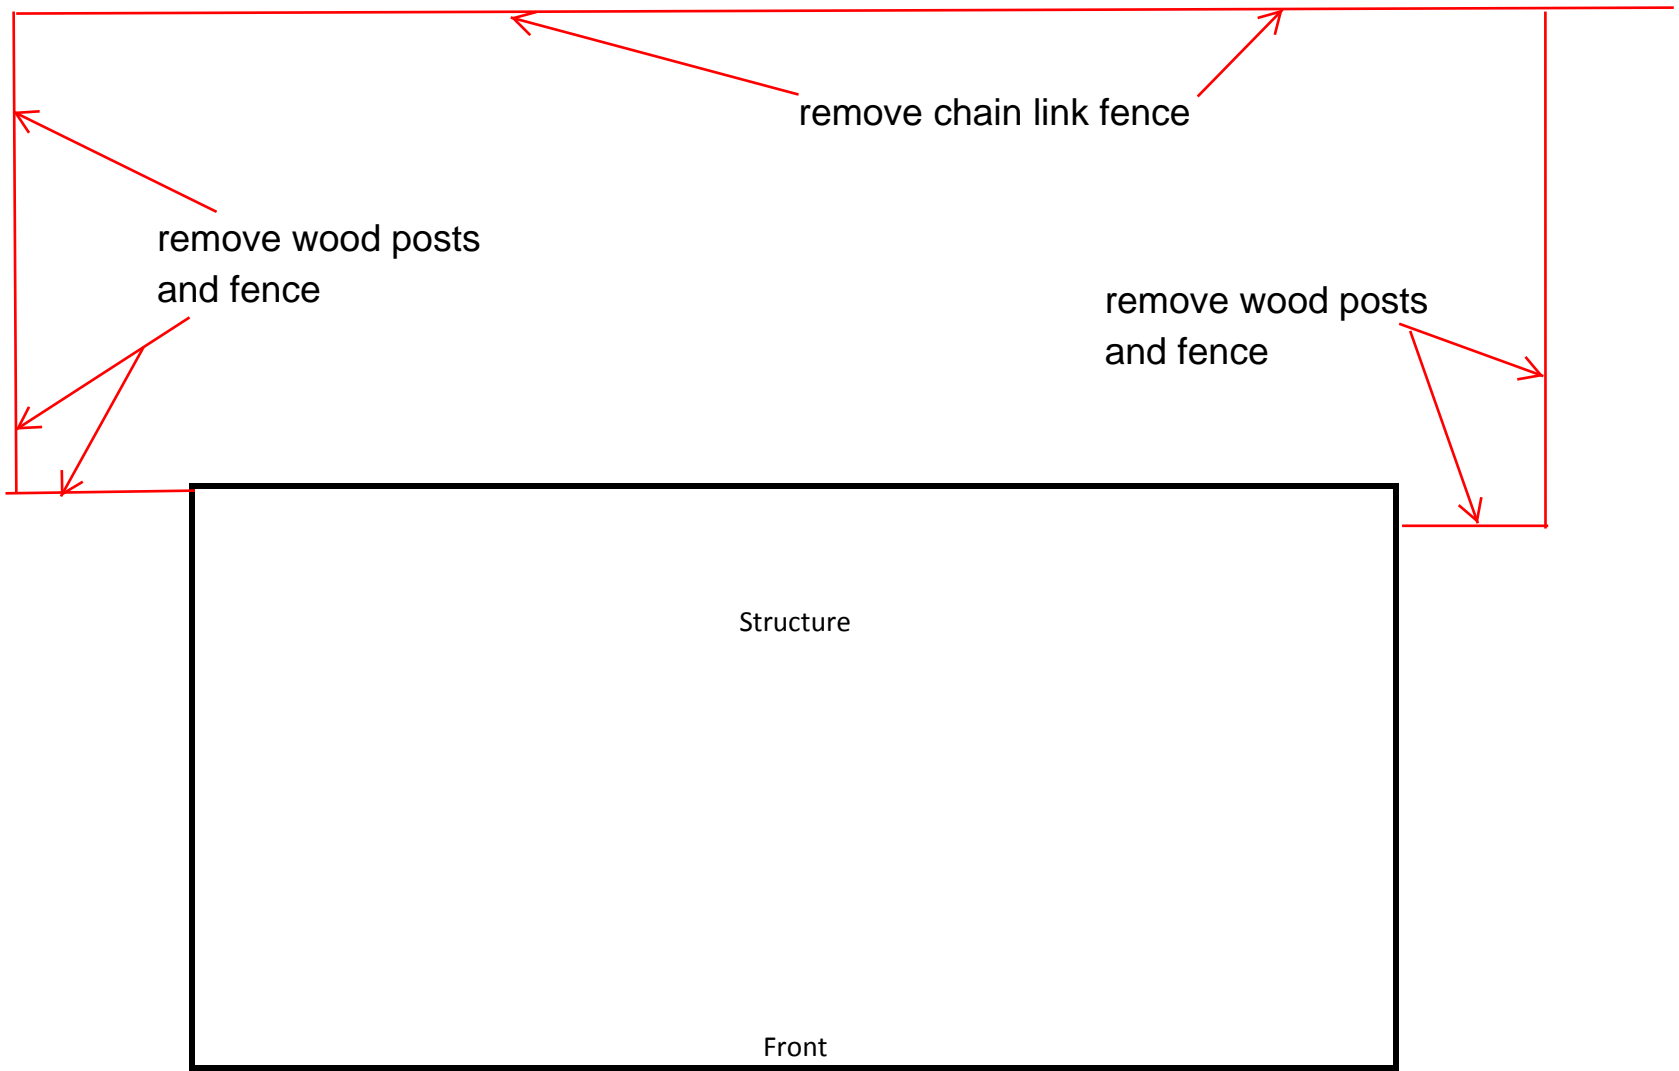 remove chain link fence
remove wood posts
and fence
remove wood posts
and fence
Structure
Front